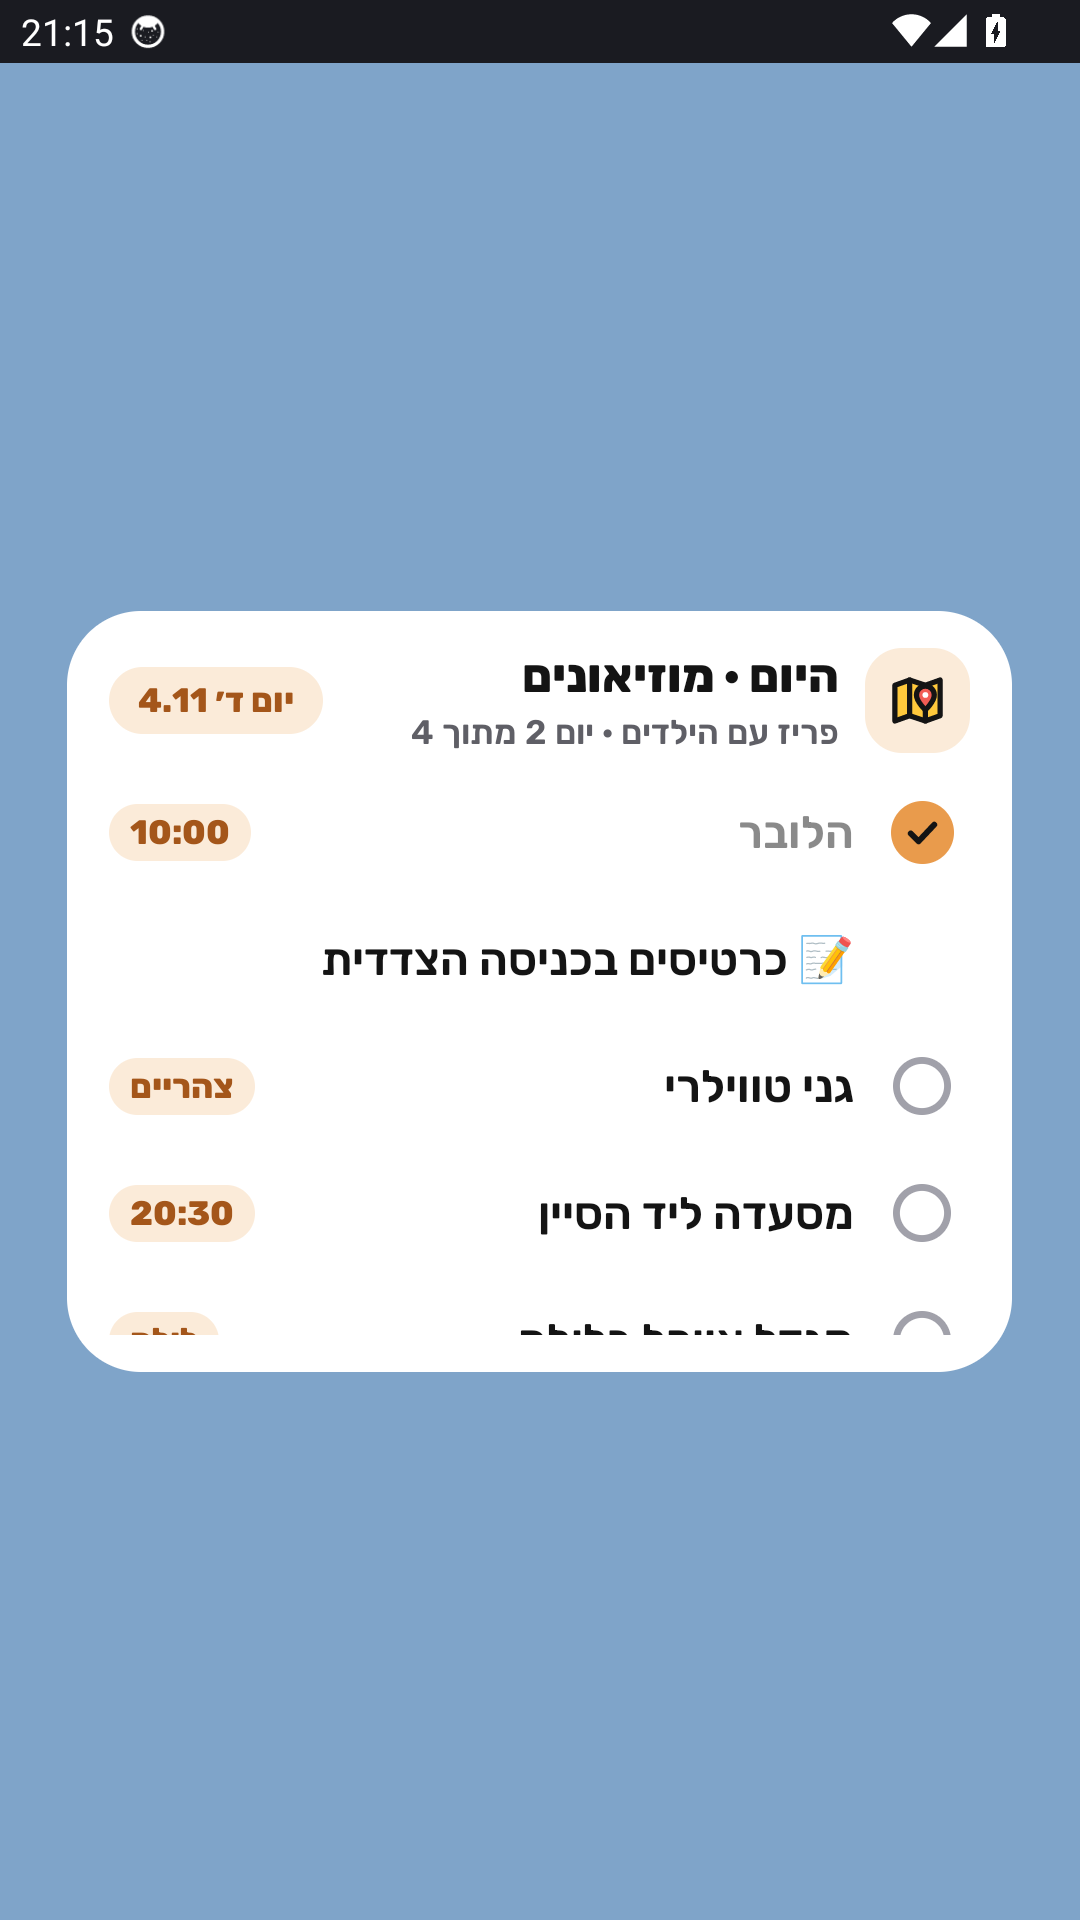 21:15
היום • מוזיאונים
פריז עם הילדים • יום 2 מתוך 4
יום ד׳ 4.11
הלובר
10:00
📝 כרטיסים בכניסה הצדדית
גני טווילרי
צהריים
מסעדה ליד הסיין
20:30